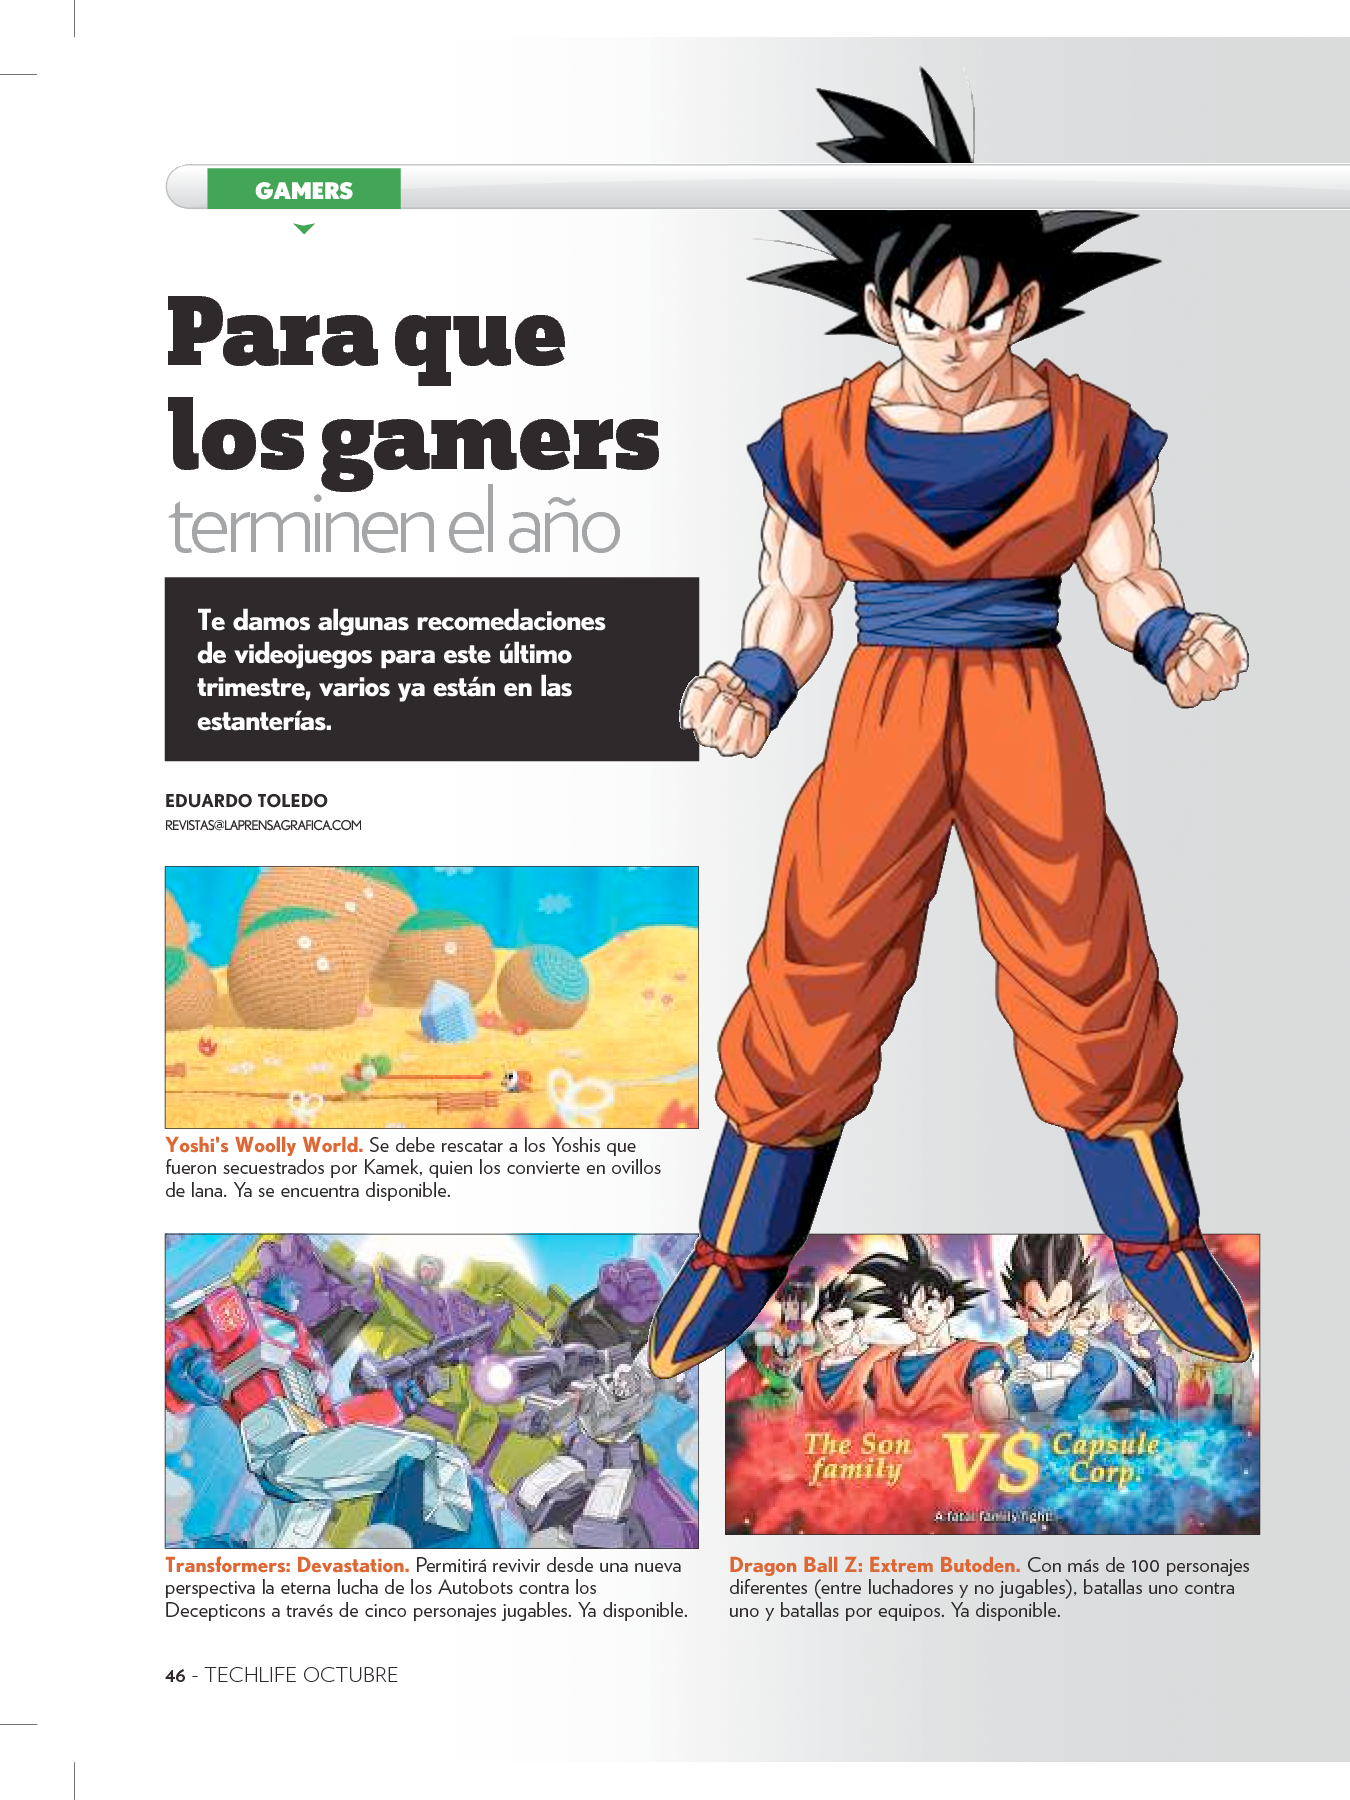 GAMERS
Para que
los gamers
terminen el año
Te damos algunas recomedaciones
de videojuegos para este último
trimestre, varios ya están en las
estanterías.
EDUARDO TOLEDO
REVISTAS@LAPRENSAGRAFICA.COM
Yoshi's Woolly World. Se debe rescatar a los Yoshis que
fueron secuestrados por Kamek, quien los convierte en ovillos
de lana. Ya se encuentra disponible.
The Son
family
VS
Capsule
Corp.
A fatal family fight!
Transformers: Devastation. Permitirá revivir desde una nueva
perspectiva la eterna lucha de los Autobots contra los
Decepticons a través de cinco personajes jugables. Ya disponible.
Dragon Ball Z: Extrem Butoden. Con más de 100 personajes
diferentes (entre luchadores y no jugables), batallas uno contra
uno y batallas por equipos. Ya disponible.
46 - TECHLIFE OCTUBRE